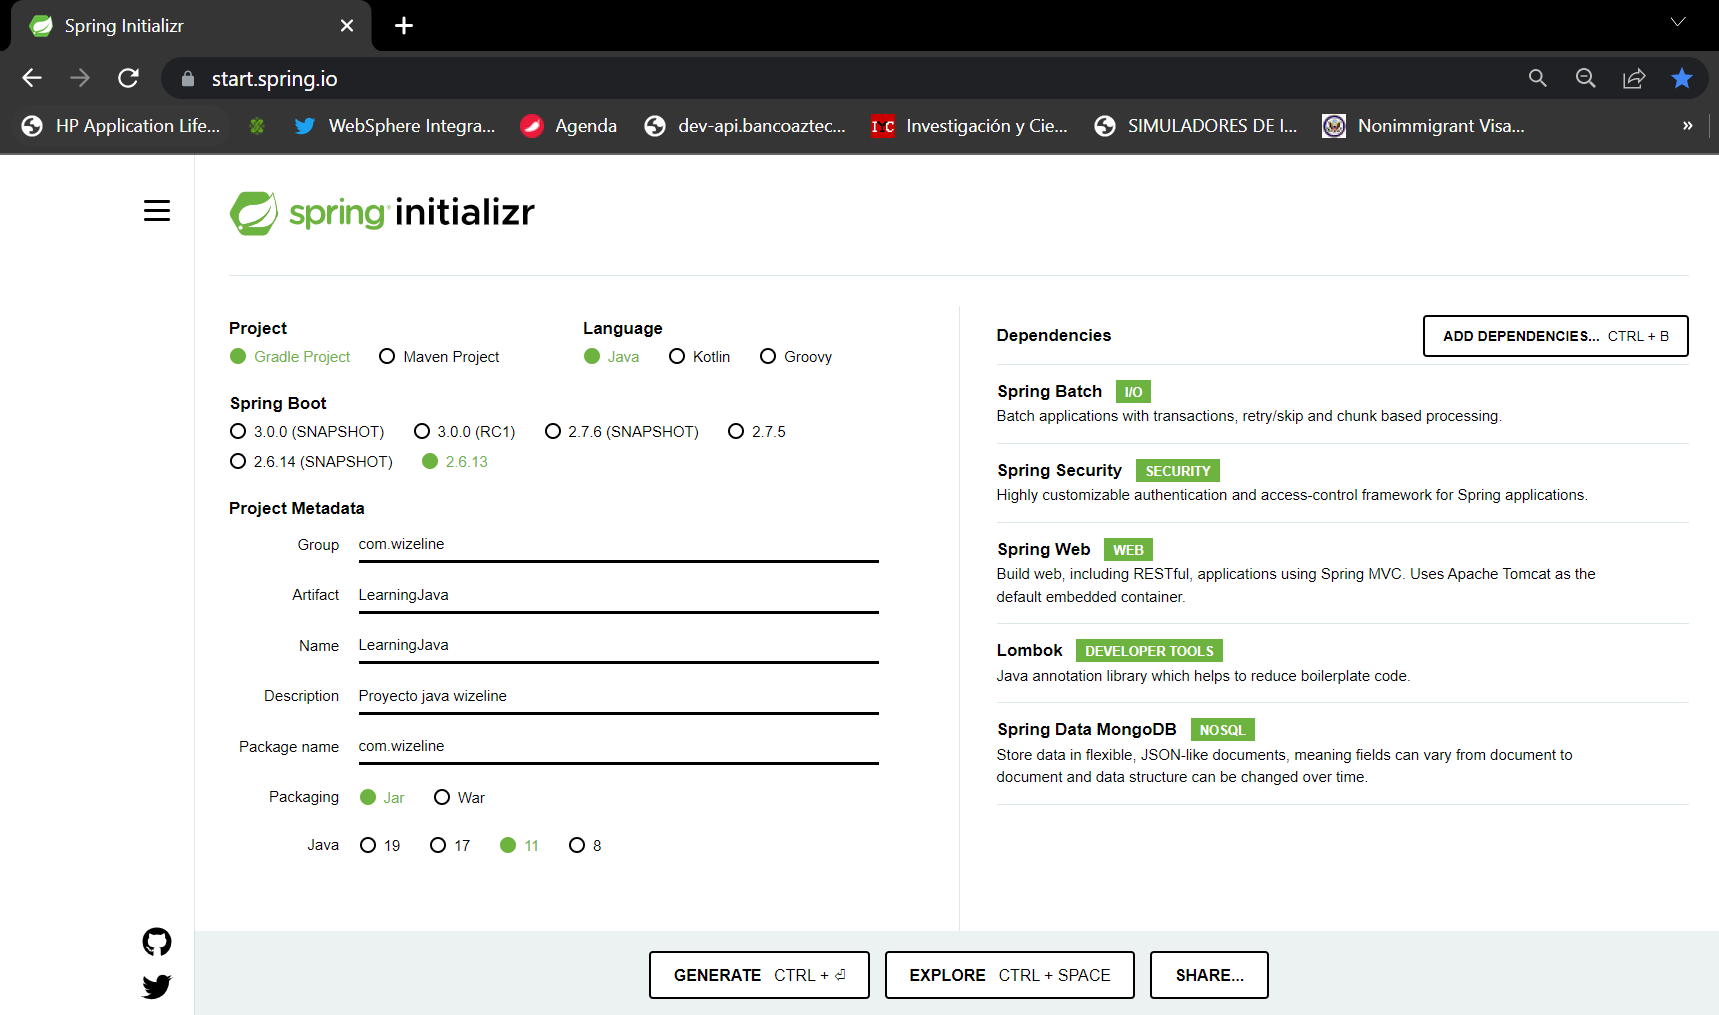 Spring Initializr
start.spring.io
HP Application Life...
WebSphere Integra...
Agenda
dev-api.bancoaztec...
Investigación y Cie...
SIMULADORES DE I...
Nonimmigrant Visa...
»
spring initializr
Project
Gradle Project Maven Project
Language
Java Kotlin Groovy
Spring Boot
3.0.0 (SNAPSHOT) 3.0.0 (RC1) 2.7.6 (SNAPSHOT) 2.7.5
2.6.14 (SNAPSHOT) 2.6.13
Project Metadata
Group com.wizeline
Artifact LearningJava
Name LearningJava
Description Proyecto java wizeline
Package name com.wizeline
Packaging Jar War
Java 19 17 11 8
Dependencies
ADD DEPENDENCIES... CTRL + B
Spring Batch I/O
Batch applications with transactions, retry/skip and chunk based processing.
Spring Security SECURITY
Highly customizable authentication and access-control framework for Spring applications.
Spring Web WEB
Build web, including RESTful, applications using Spring MVC. Uses Apache Tomcat as the
default embedded container.
Lombok DEVELOPER TOOLS
Java annotation library which helps to reduce boilerplate code.
Spring Data MongoDB NOSQL
Store data in flexible, JSON-like documents, meaning fields can vary from document to
document and data structure can be changed over time.
GENERATE CTRL + ⏎
EXPLORE CTRL + SPACE
SHARE...